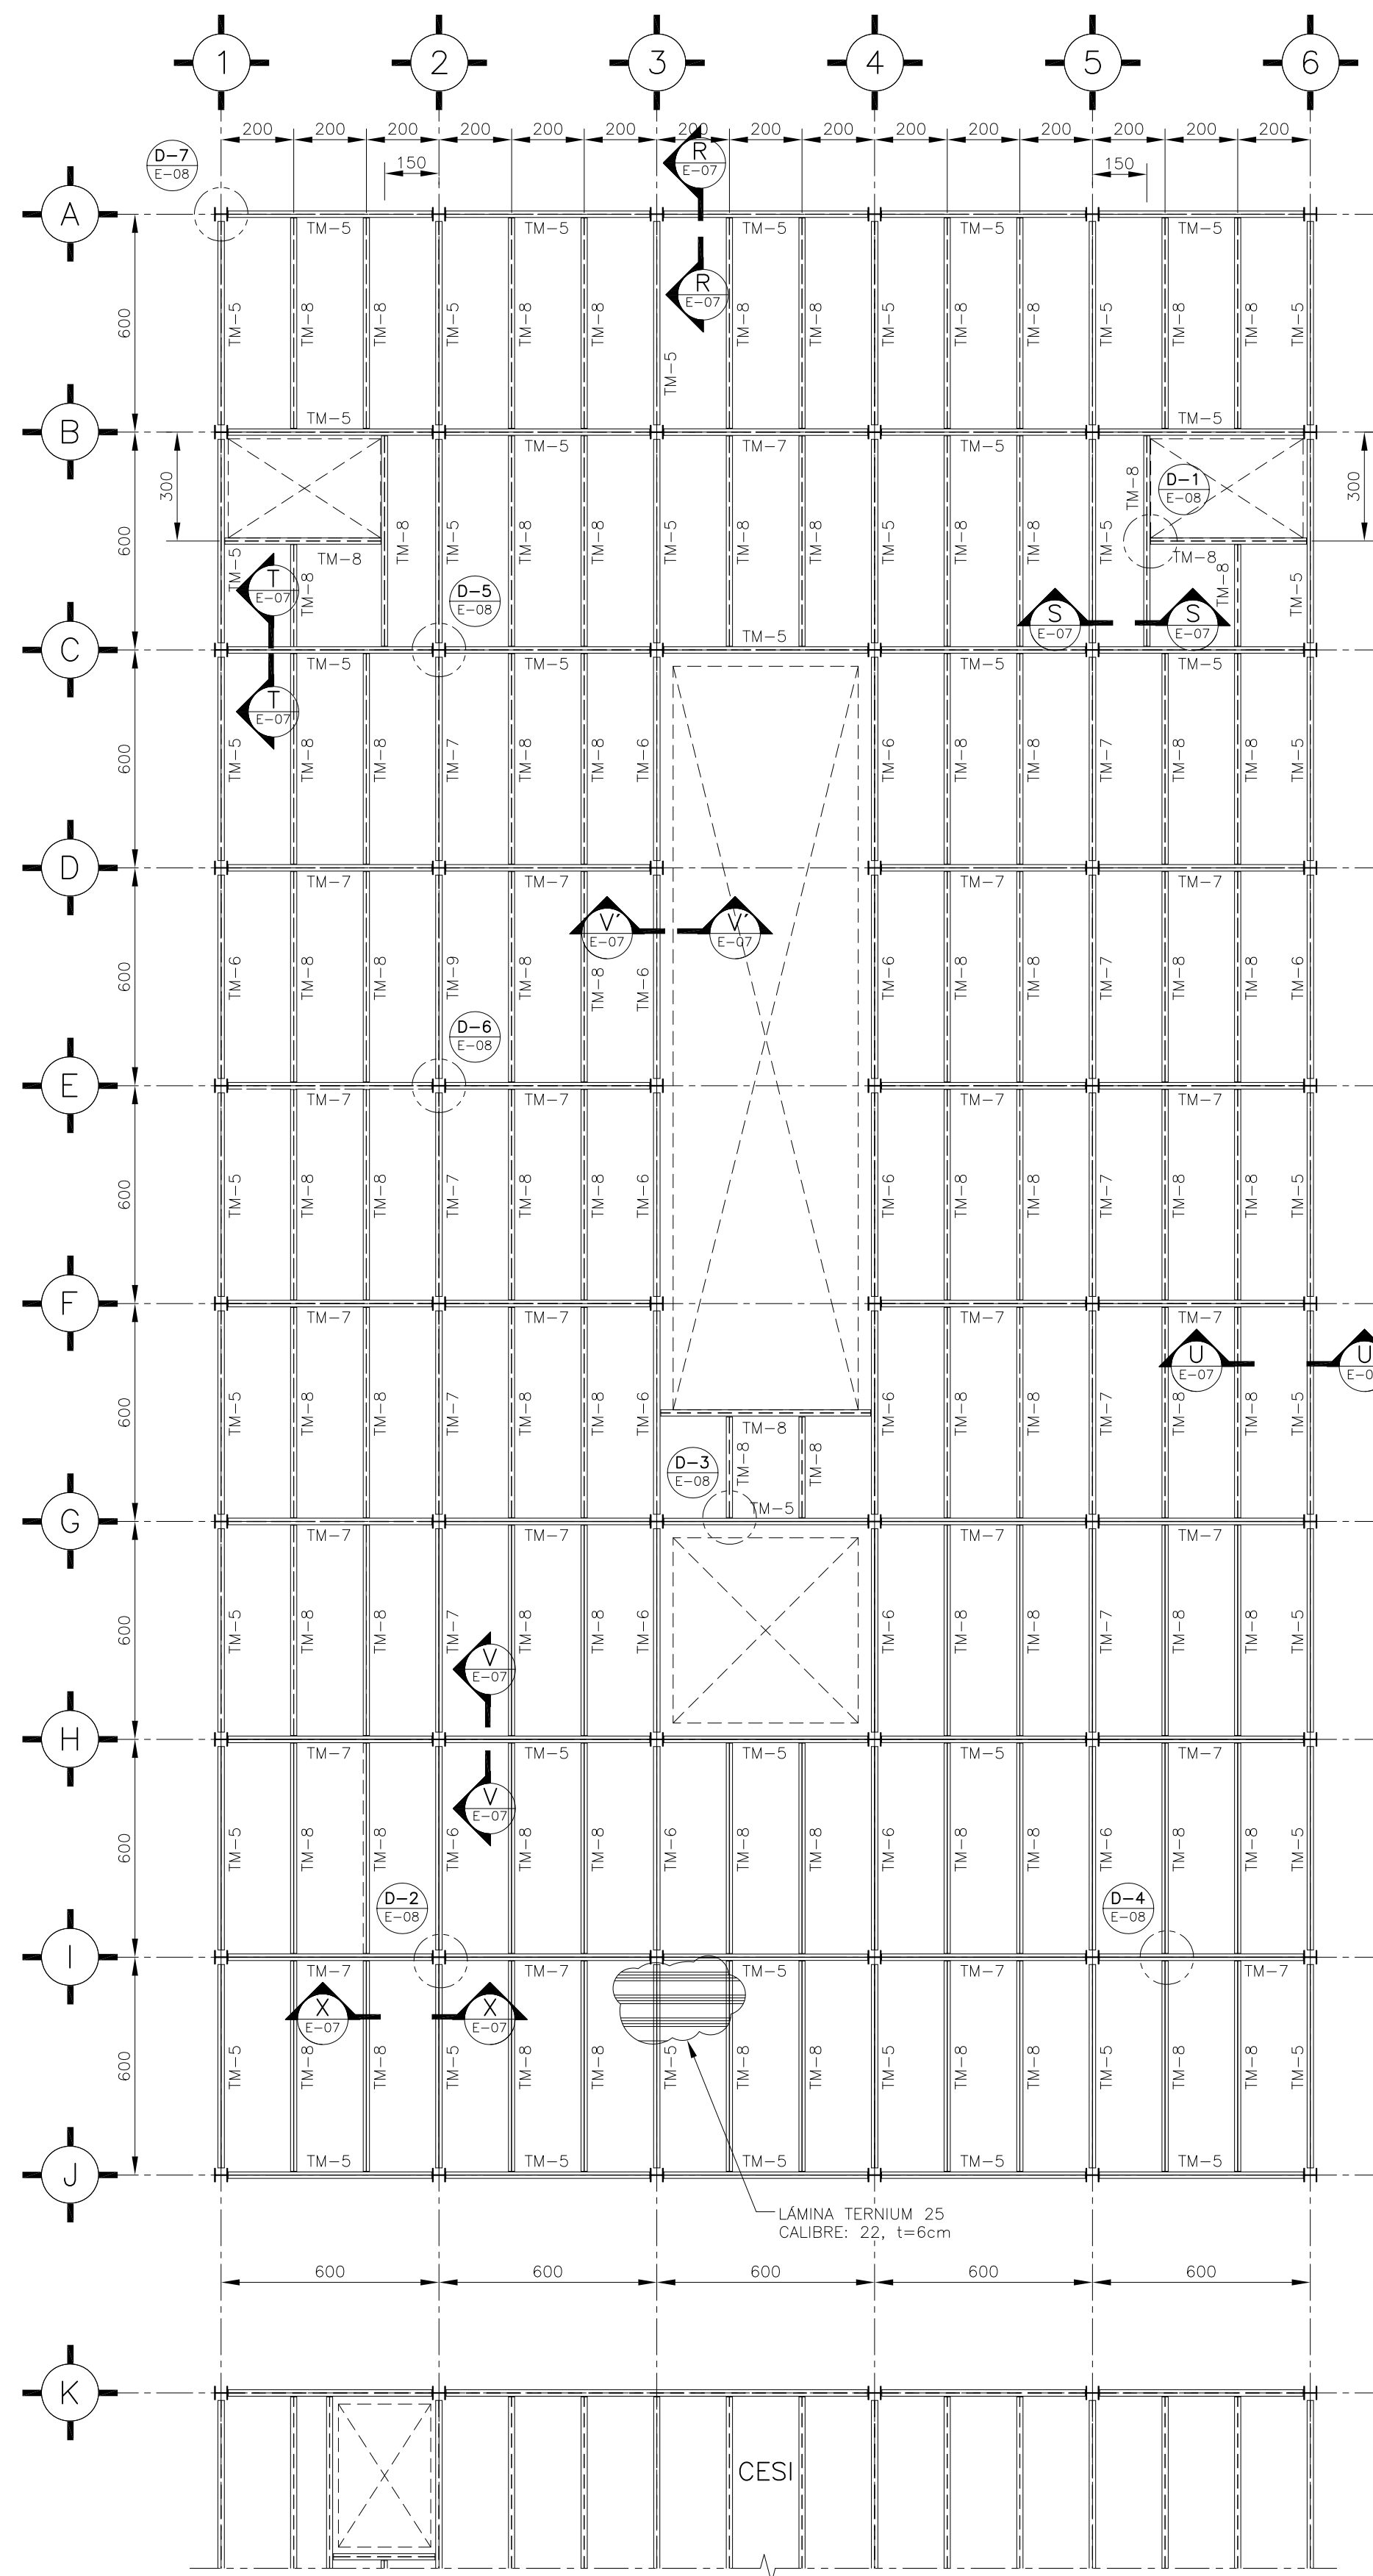 1 2 3 4 5 6
200 200 200 200 200 200 200 200 200 200 200 200 200 200 200
D-7
E-08
150
R
E-07
150
A
TM-5 TM-5 TM-5 TM-5 TM-5
R
E-07
600
TM-5 TM-8 TM-8 TM-5 TM-8 TM-8 TM-5 TM-8 TM-8 TM-5 TM-8 TM-8 TM-5 TM-8 TM-8 TM-5
B
TM-5 TM-5 TM-7 TM-5 TM-5
300
600
TM-5 TM-8 TM-8 TM-8 TM-5 TM-8 TM-8 TM-5 TM-8 TM-8 TM-5 TM-8 TM-8 TM-5 TM-8 TM-8 TM-8 TM-5
D-1
E-08
300
T
E-07
D-5
E-08
S
E-07
S
E-07
C
TM-5 TM-5 TM-5 TM-5 TM-5
T
E-07
600
TM-5 TM-8 TM-8 TM-7 TM-8 TM-8 TM-6 TM-6 TM-8 TM-8 TM-7 TM-8 TM-8 TM-5
D
TM-7 TM-7 TM-7 TM-7
V'
E-07
V'
E-07
600
TM-6 TM-8 TM-8 TM-9 TM-8 TM-8 TM-6 TM-6 TM-8 TM-8 TM-7 TM-8 TM-8 TM-6
D-6
E-08
E
TM-7 TM-7 TM-7 TM-7
600
TM-5 TM-8 TM-8 TM-7 TM-8 TM-8 TM-6 TM-6 TM-8 TM-8 TM-7 TM-8 TM-8 TM-5
F
TM-7 TM-7 TM-7 TM-7
U
E-07
U
E-0
600
TM-5 TM-8 TM-8 TM-7 TM-8 TM-8 TM-6 TM-6 TM-8 TM-8 TM-7 TM-8 TM-8 TM-5
TM-8
TM-8 TM-8
D-3
E-08
TM-5
G
TM-7 TM-7 TM-7 TM-7
600
TM-5 TM-8 TM-8 TM-7 TM-8 TM-8 TM-6 TM-6 TM-8 TM-8 TM-7 TM-8 TM-8 TM-5
V
E-07
H
TM-7 TM-5 TM-5 TM-5 TM-7
V
E-07
600
TM-5 TM-8 TM-8 TM-6 TM-8 TM-8 TM-6 TM-8 TM-8 TM-6 TM-8 TM-8 TM-6 TM-8 TM-8 TM-5
D-2
E-08
D-4
E-08
I
TM-7 TM-7 TM-5 TM-7 TM-7
X
E-07
X
E-07
600
TM-5 TM-8 TM-8 TM-5 TM-8 TM-8 TM-5 TM-8 TM-8 TM-5 TM-8 TM-8 TM-5 TM-8 TM-8 TM-5
J
TM-5 TM-5 TM-5 TM-5 TM-5
LÁMINA TERNIUM 25
CALIBRE: 22, t=6cm
600 600 600 600 600
K
CESI